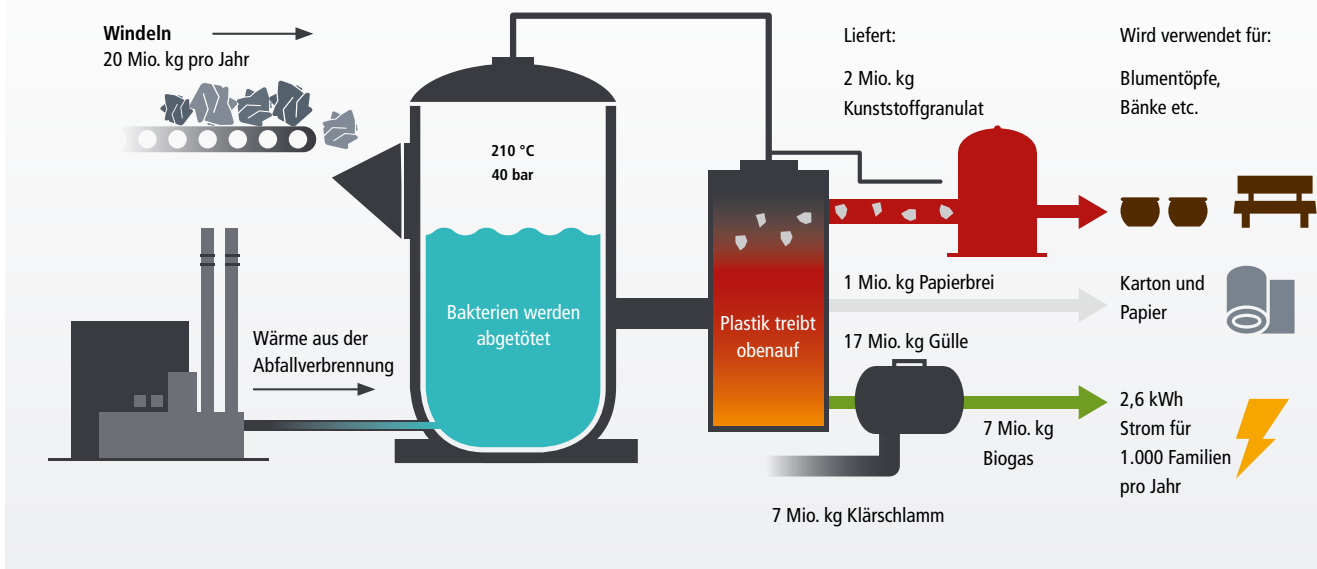 Windeln
20 Mio. kg pro Jahr
Wärme aus der
Abfallverbrennung
210 °C
40 bar
Bakterien werden
abgetötet
Plastik treibt
obenauf
Liefert:
2 Mio. kg
Kunststoffgranulat
1 Mio. kg Papierbrei
17 Mio. kg Gülle
7 Mio. kg
Biogas
7 Mio. kg Klärschlamm
Wird verwendet für:
Blumentöpfe,
Bänke etc.
Karton und
Papier
2,6 kWh
Strom für
1.000 Familien
pro Jahr